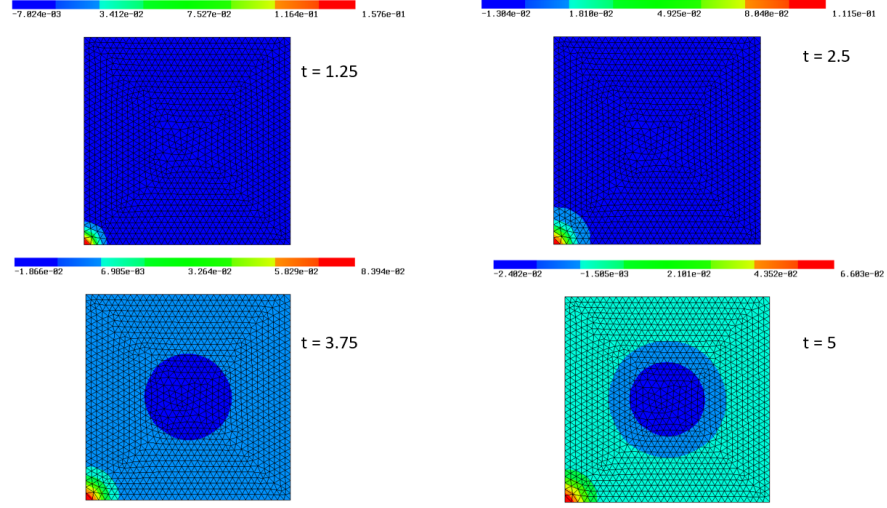 -7.024e-03 3.412e-02 7.527e-02 1.164e-01 1.576e-01
t = 1.25
-1.304e-02 1.810e-02 4.925e-02 8.040e-02 1.115e-01
t = 2.5
-1.866e-02 6.985e-03 3.264e-02 5.829e-02 8.394e-02
t = 3.75
-2.402e-02 -1.505e-03 2.101e-02 4.352e-02 6.603e-02
t = 5